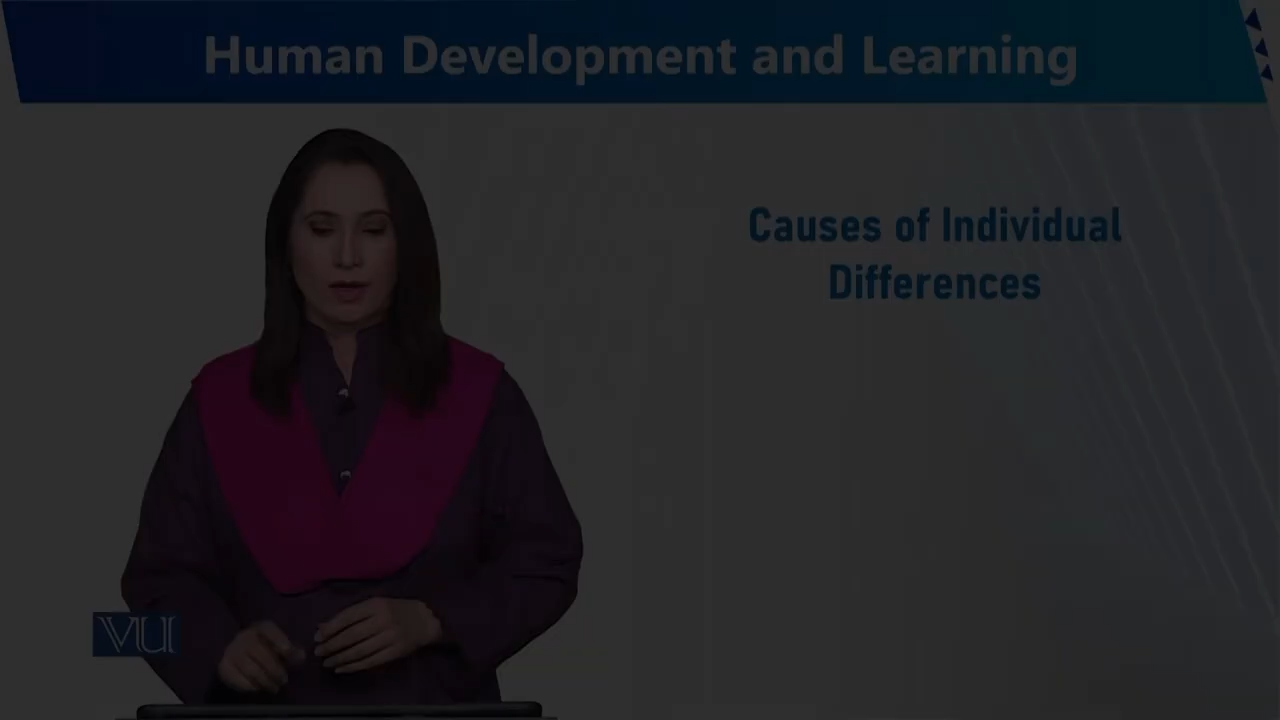 Human Development and Learning
Causes of Individual
Differences
VU